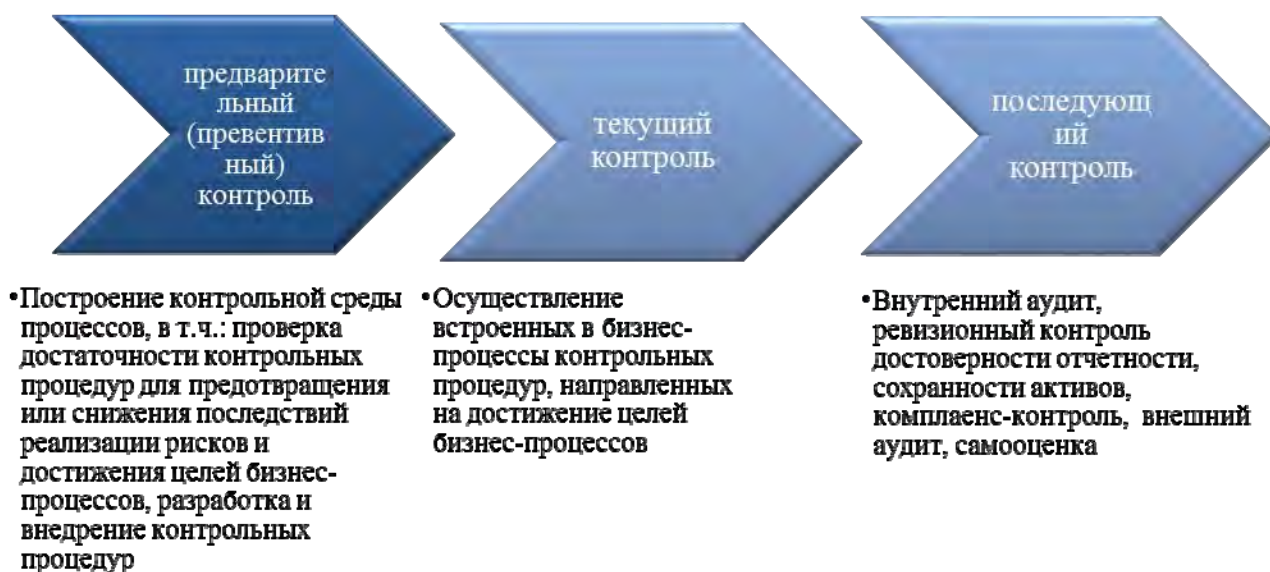 предварите
льный
(превентив
ный)
контроль
текущий
контроль
последующ
ий
контроль
•Построение контрольной среды
процессов, в т.ч.: проверка
достаточности контрольных
процедур для предотвращения
или снижения последствий
реализации рисков и
достижения целей бизнес-
процессов, разработка и
внедрение контрольных
процедур
•Осуществление
встроенных в бизнес-
процессы контрольных
процедур, направленных
на достижение целей
бизнес-процессов
•Внутренний аудит,
ревизионный контроль
достоверности отчетности,
сохранности активов,
комплаенс-контроль, внешний
аудит, самооценка